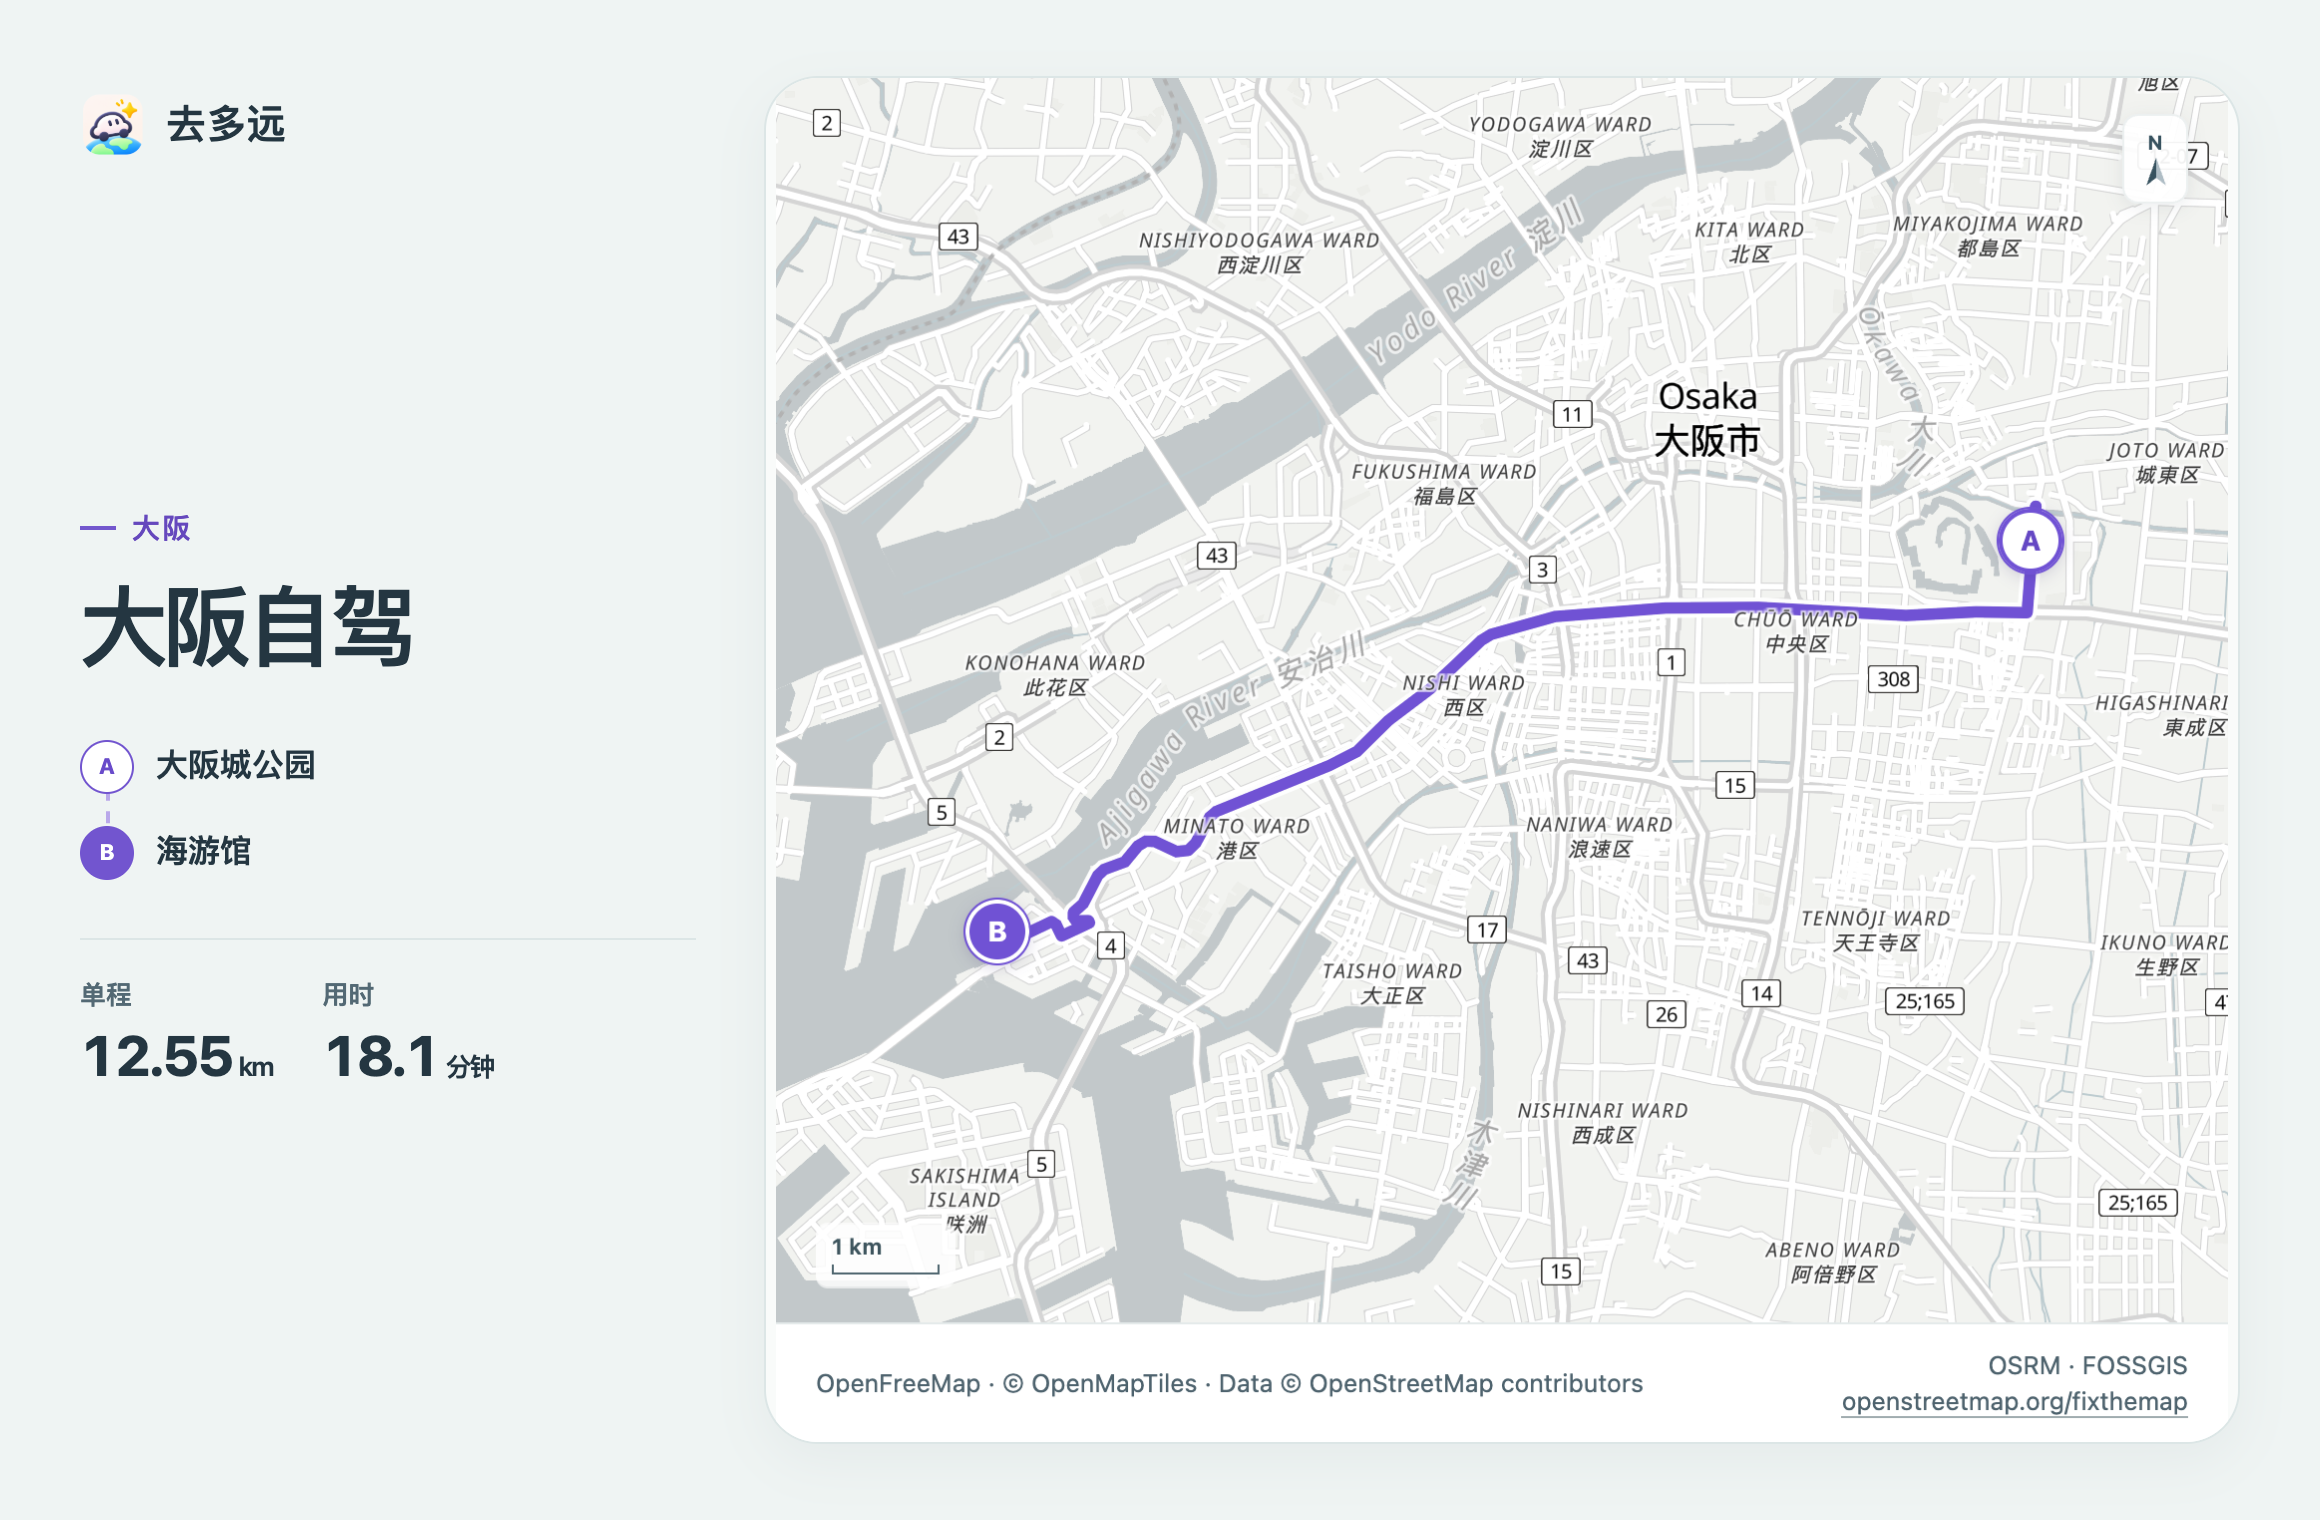 去多远
大阪
大阪自驾
A 大阪城公园
B 海游馆
单程
12.55 km
用时
18.1 分钟
旭区
N
2
YODOGAWA WARD
淀川区
43
NISHIYODOGAWA WARD
西淀川区
KITA WARD
北区
MIYAKOJIMA WARD
都島区
Yodo River 淀川
Ōkawa 大川
11
Osaka
大阪市
JOTO WARD
城東区
FUKUSHIMA WARD
福島区
43
3
A
CHŪŌ WARD
中央区
KONOHANA WARD
此花区
Ajigawa River 安治川
NISHI WARD
西区
1
308
HIGASHINARI
東成区
2
5
15
MINATO WARD
港区
NANIWA WARD
浪速区
B
4
17
TENNŌJI WARD
天王寺区
IKUNO WARD
生野区
43
TAISHO WARD
大正区
14
25;165
26
NISHINARI WARD
西成区
木津川
5
SAKISHIMA
ISLAND
咲洲
25;165
1 km
15
ABENO WARD
阿倍野区
OpenFreeMap · © OpenMapTiles · Data © OpenStreetMap contributors
OSRM · FOSSGIS
openstreetmap.org/fixthemap